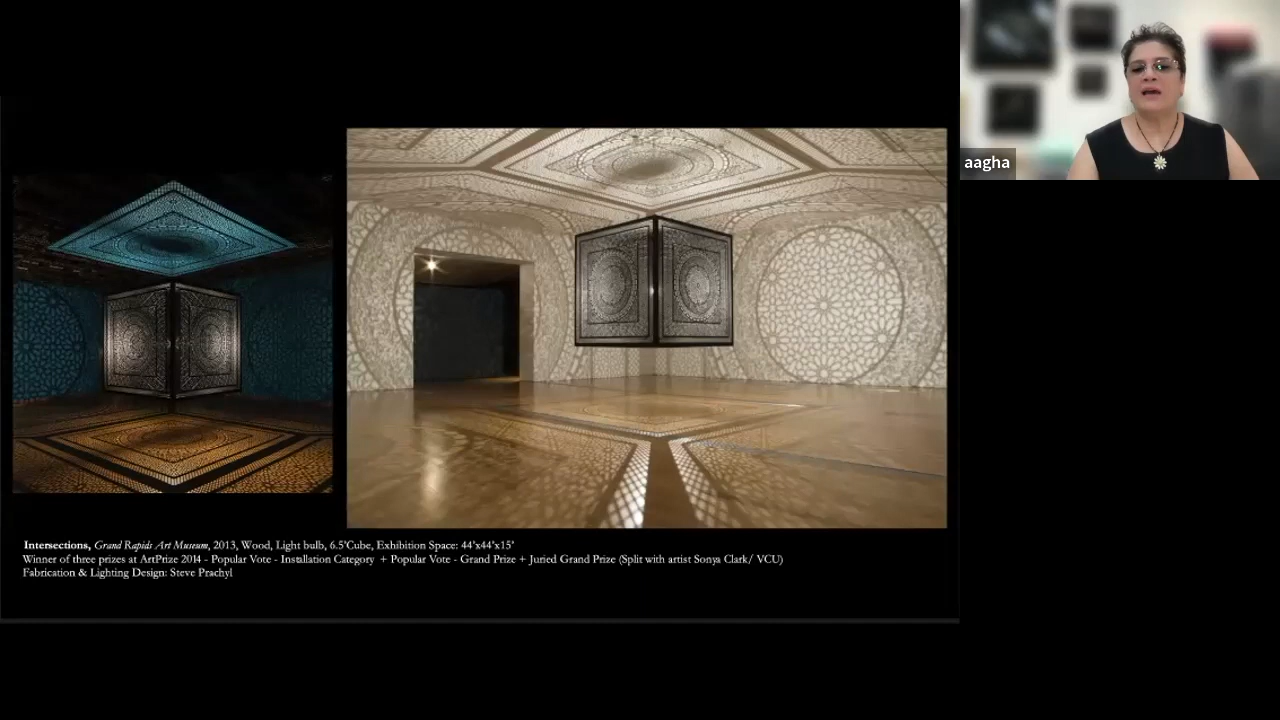 aagha
Intersections, Grand Rapids Art Museum, 2013, Wood, Light bulb, 6.5'Cube, Exhibition Space: 44'x44'x15'
Winner of three prizes at ArtPrize 2014 - Popular Vote - Installation Category + Popular Vote - Grand Prize + Juried Grand Prize (Split with artist Sonya Clark/ VCU)
Fabrication & Lighting Design: Steve Prachyl